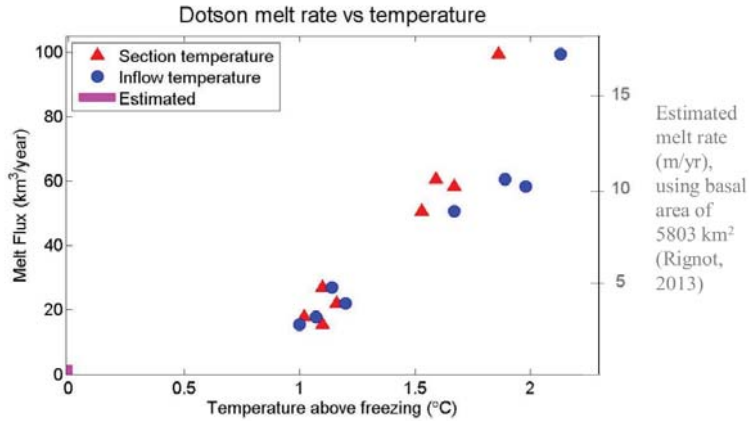 Dotson melt rate vs temperature
Section temperature
Inflow temperature
Estimated
100
80
60
40
20
0
Melt Flux (km³/year)
0
0.5
1
1.5
2
Temperature above freezing (°C)
15
10
5
Estimated
melt rate
(m/yr),
using basal
area of
5803 km²
(Rignot,
2013)